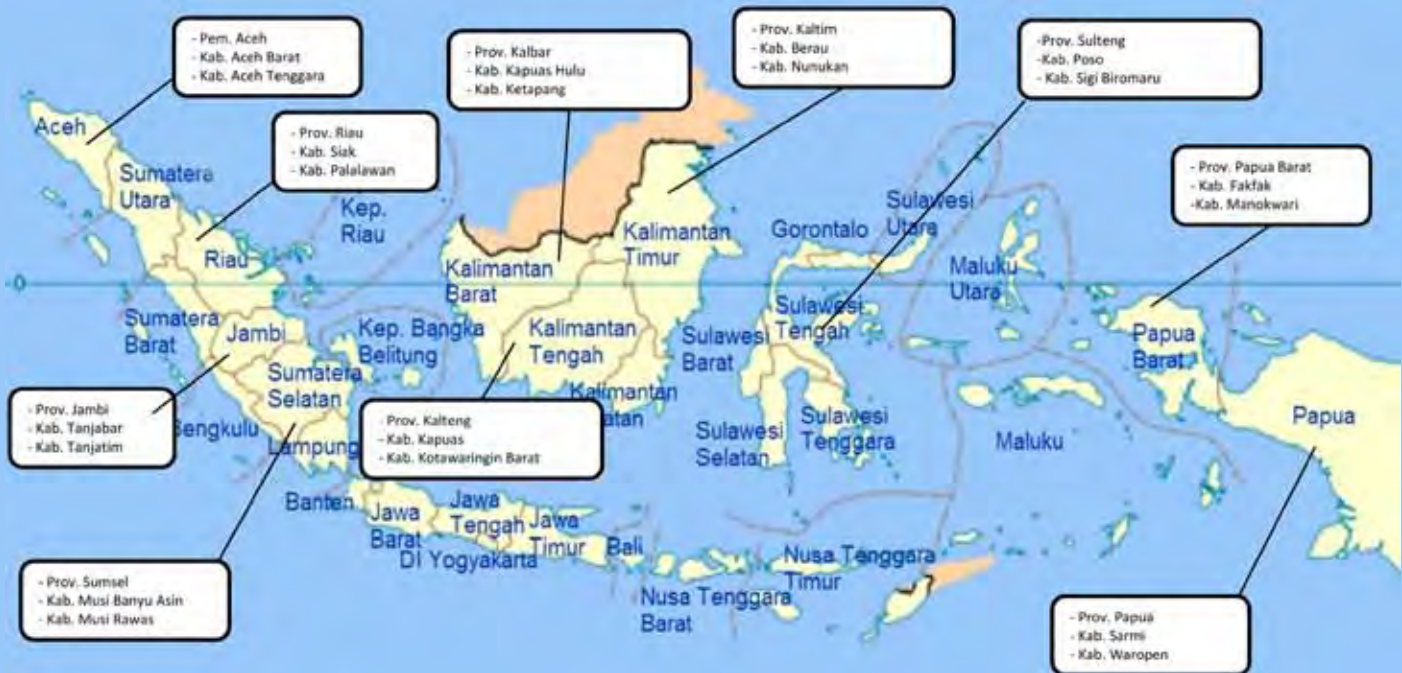 - Pem. Aceh
- Kab. Aceh Barat
- Kab. Aceh Tenggara
- Prov. Kalbar
- Kab. Kapuas Hulu
- Kab. Ketapang
- Prov. Kaltim
- Kab. Berau
- Kab. Nunukan
-Prov. Sulteng
-Kab. Poso
- Kab. Sigi Biromaru
- Prov. Riau
- Kab. Siak
- Kab. Palalawan
- Prov. Papua Barat
- Kab. Fakfak
-Kab. Manokwari
Aceh
Sumatera
Utara
Kep.
Riau
Riau
Kalimantan
Barat
Kalimantan
Timur
Gorontalo
Sulawesi
Utara
Maluku
Utara
0
Sumatera
Barat
Jambi
Kep. Bangka
Belitung
Kalimantan
Tengah
Sulawesi
Barat
Sulawesi
Tengah
Papua
Barat
Sumatera
Selatan
Kalimantan
- Prov. Jambi
- Kab. Tanjabar
- Kab. Tanjatim
Lampung
- Prov. Kalteng
- Kab. Kapuas
- Kab. Kotawaringin Barat
Sulawesi
Selatan
Sulawesi
Tenggara
Maluku
Papua
Banten
Jawa
Barat
Jawa
Tengah
Jawa
Timur
DI Yogyakarta
Bali
Nusa Tenggara
Barat
Nusa Tenggara
Timur
- Prov. Sumsel
- Kab. Musi Banyu Asin
- Kab. Musi Rawas
- Prov. Papua
- Kab. Sarmi
- Kab. Waropen